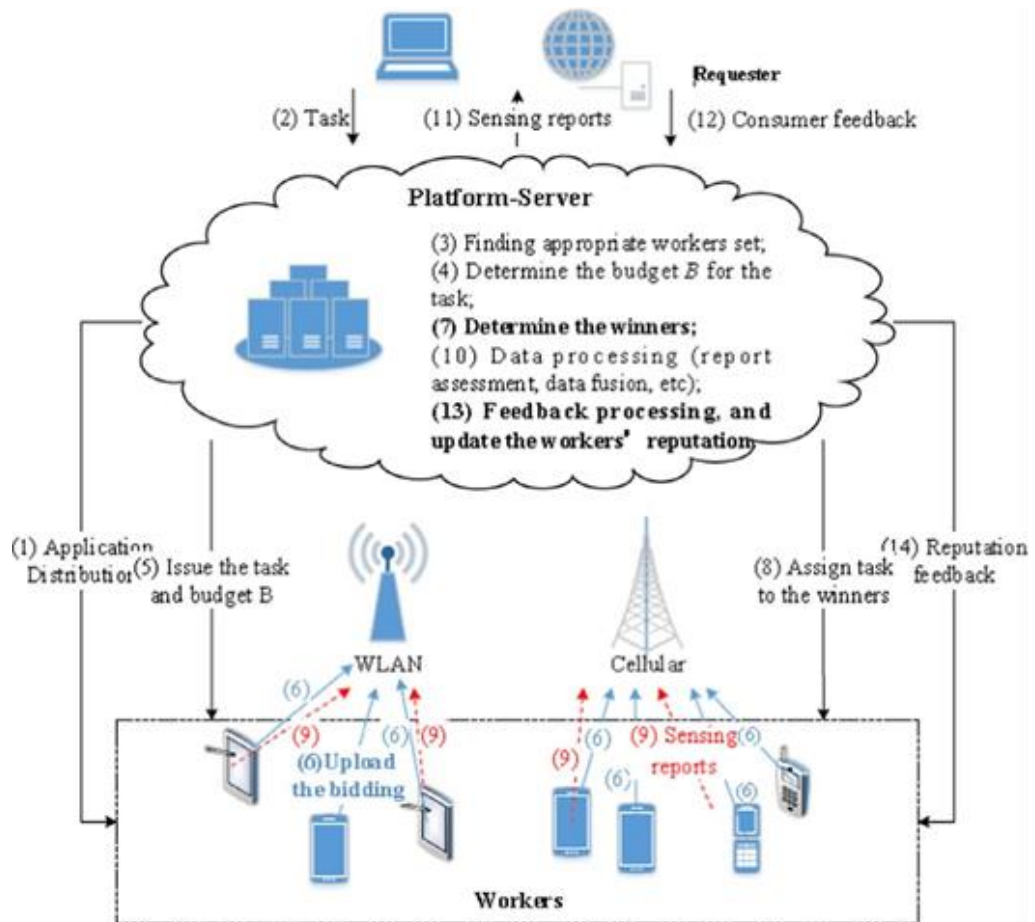 Requester
(2) Task
(11) Sensing reports
(12) Consumer feedback
Platform-Server
(3) Finding appropriate workers set;
(4) Determine the budget B for the
task;
(7) Determine the winners;
(10) Data processing (report
assessment, data fusion, etc);
(13) Feedback processing, and
update the workers' reputation
(1) Application
Distribution
(5) Issue the task
and budget B
(8) Assign task
to the winners
(14) Reputation
feedback
WLAN
Cellular
(6)
(9)
(6)
(9)
(6)Upload
the bidding
(9)
(6)
(9) Sensing
reports
(6)
(6)
(6)
Workers